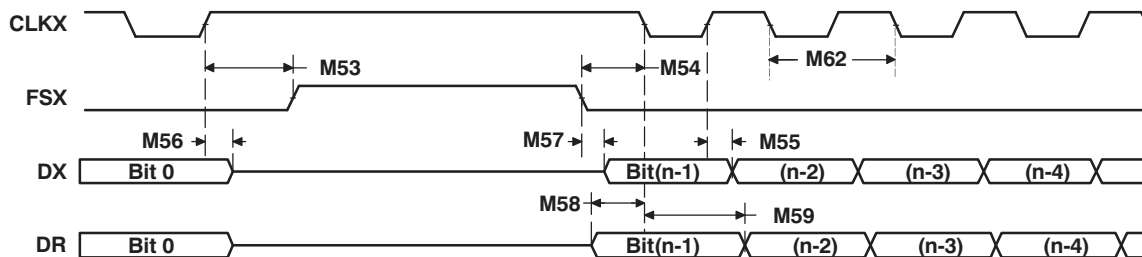 CLKX
M53 M54 M62
FSX
M56 M57 M55
DX Bit 0 Bit(n-1) (n-2) (n-3) (n-4)
M58 M59
DR Bit 0 Bit(n-1) (n-2) (n-3) (n-4)